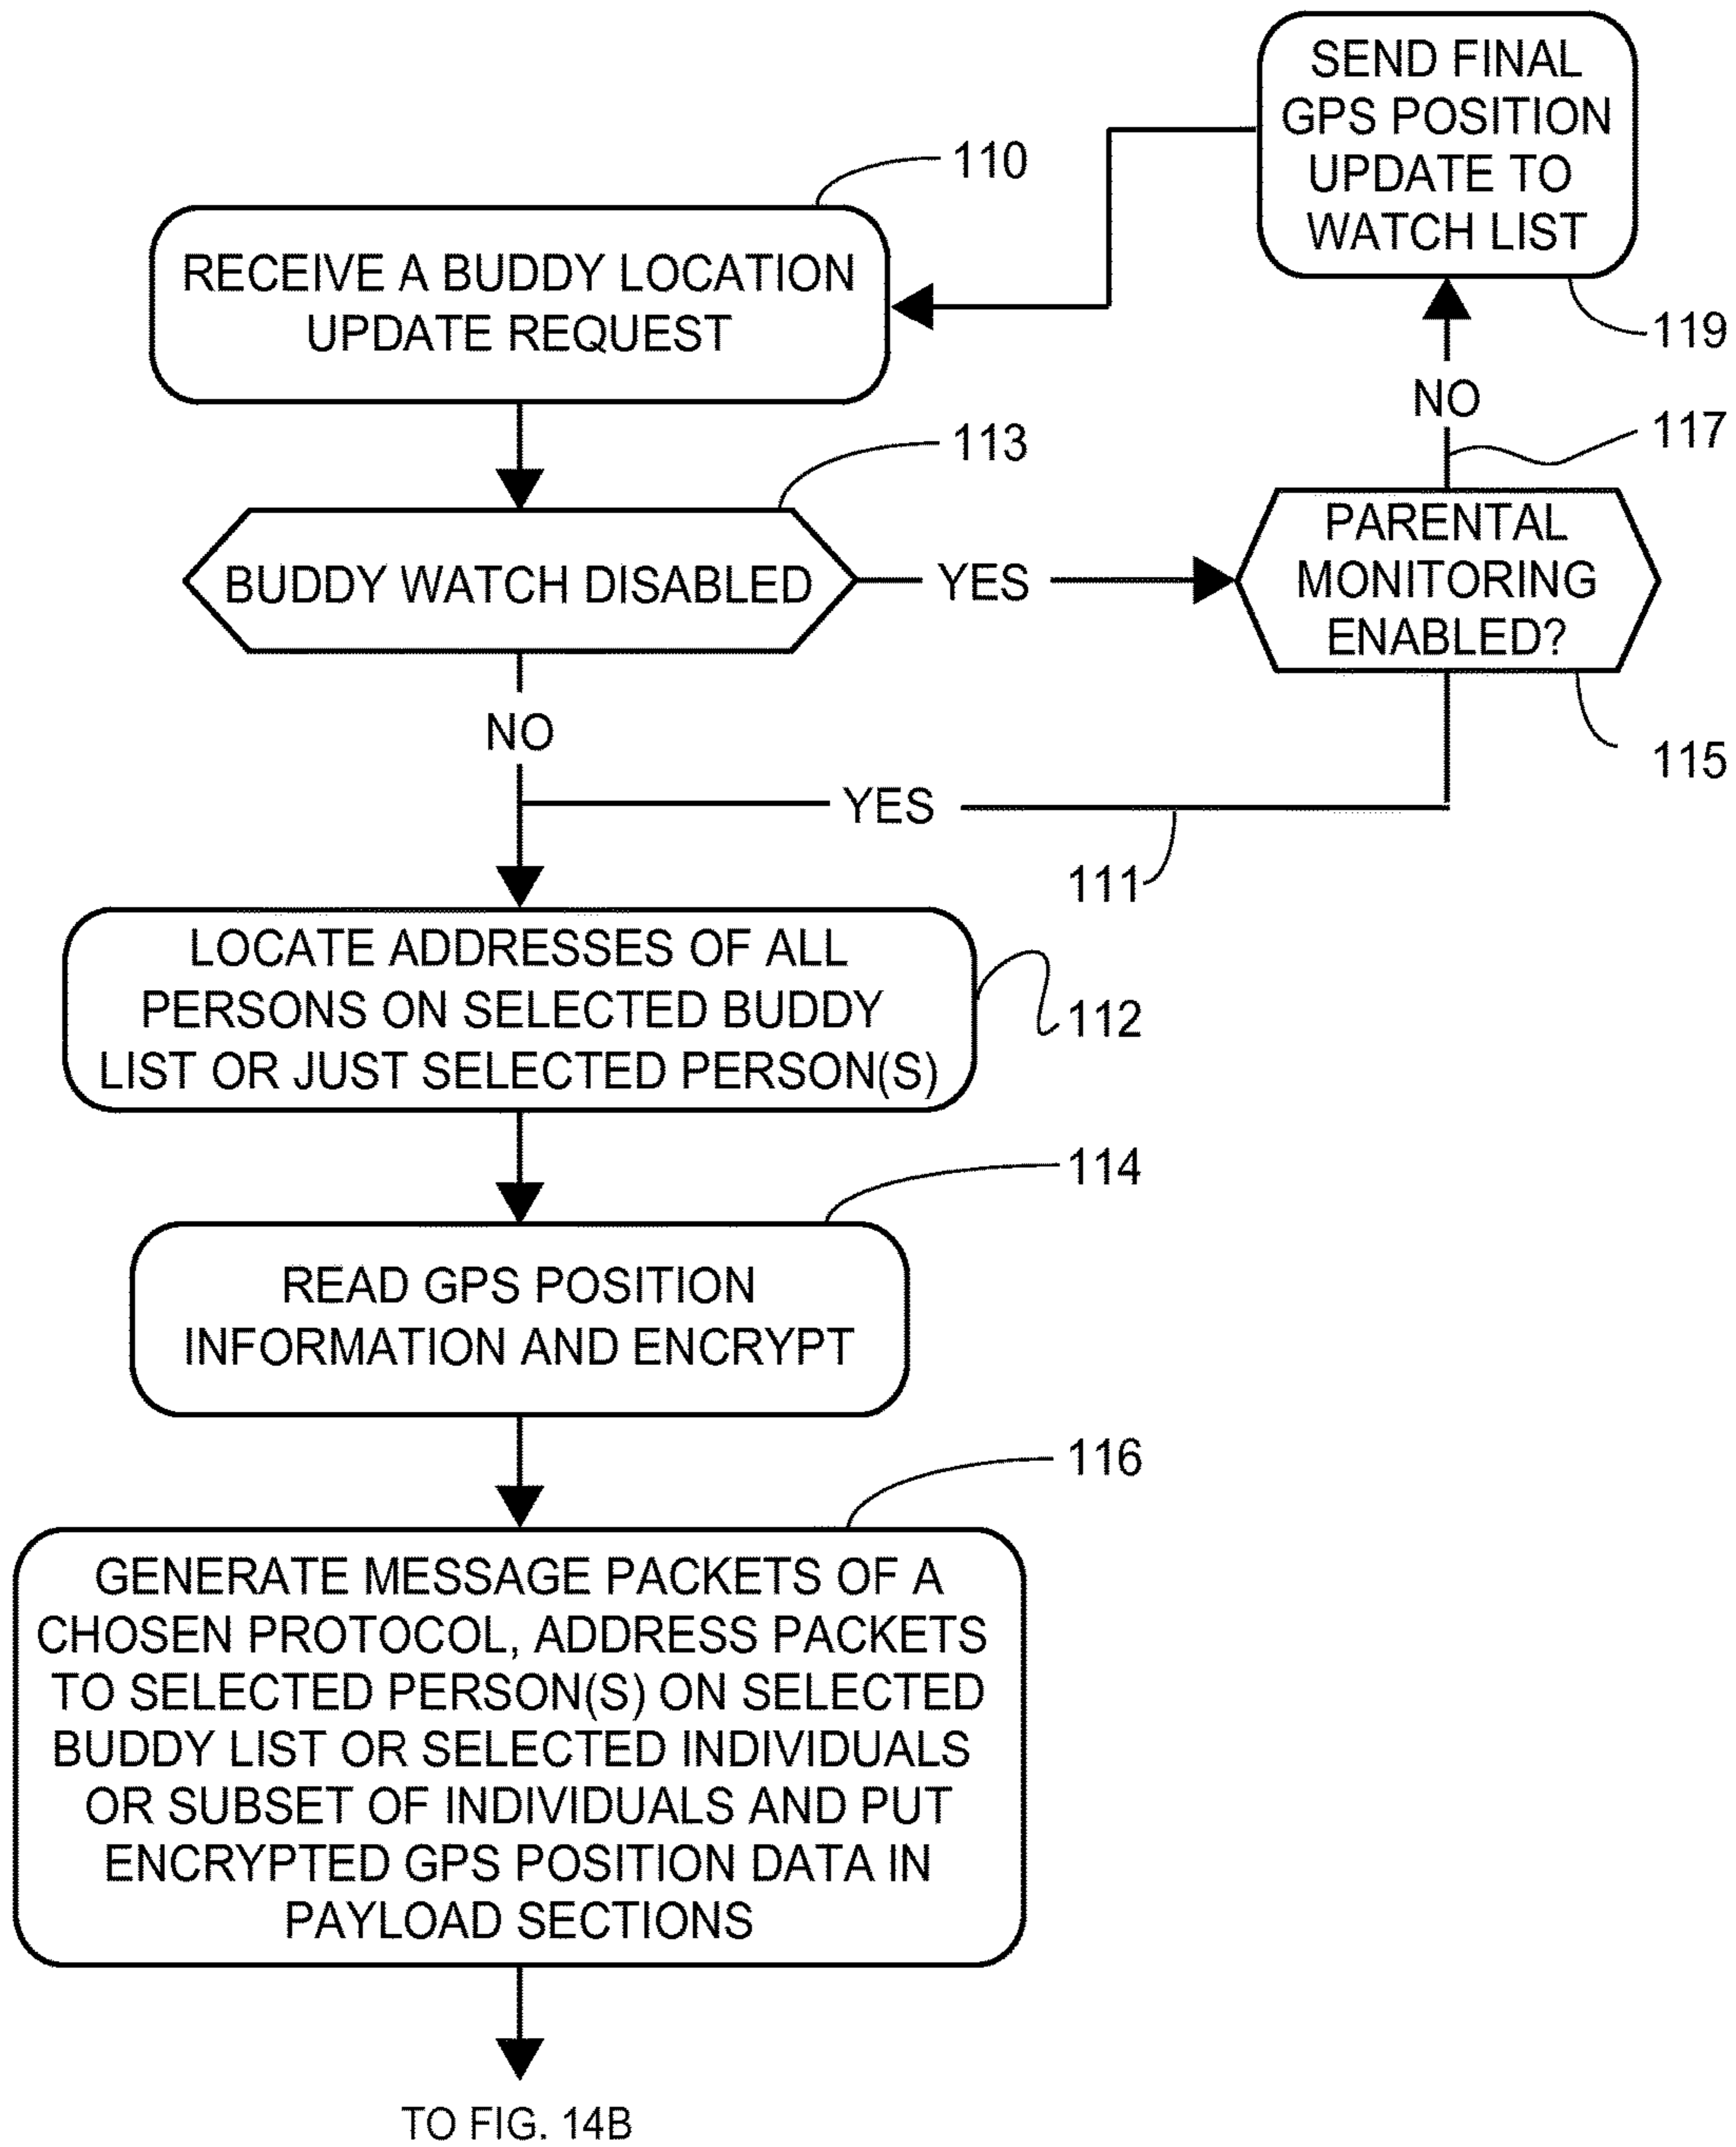 SEND FINAL
GPS POSITION
UPDATE TO
WATCH LIST
119
110
RECEIVE A BUDDY LOCATION
UPDATE REQUEST
NO
117
113
BUDDY WATCH DISABLED
YES
PARENTAL
MONITORING
ENABLED?
115
NO
YES
111
LOCATE ADDRESSES OF ALL
PERSONS ON SELECTED BUDDY
LIST OR JUST SELECTED PERSON(S)
112
114
READ GPS POSITION
INFORMATION AND ENCRYPT
116
GENERATE MESSAGE PACKETS OF A
CHOSEN PROTOCOL, ADDRESS PACKETS
TO SELECTED PERSON(S) ON SELECTED
BUDDY LIST OR SELECTED INDIVIDUALS
OR SUBSET OF INDIVIDUALS AND PUT
ENCRYPTED GPS POSITION DATA IN
PAYLOAD SECTIONS
TO FIG. 14B